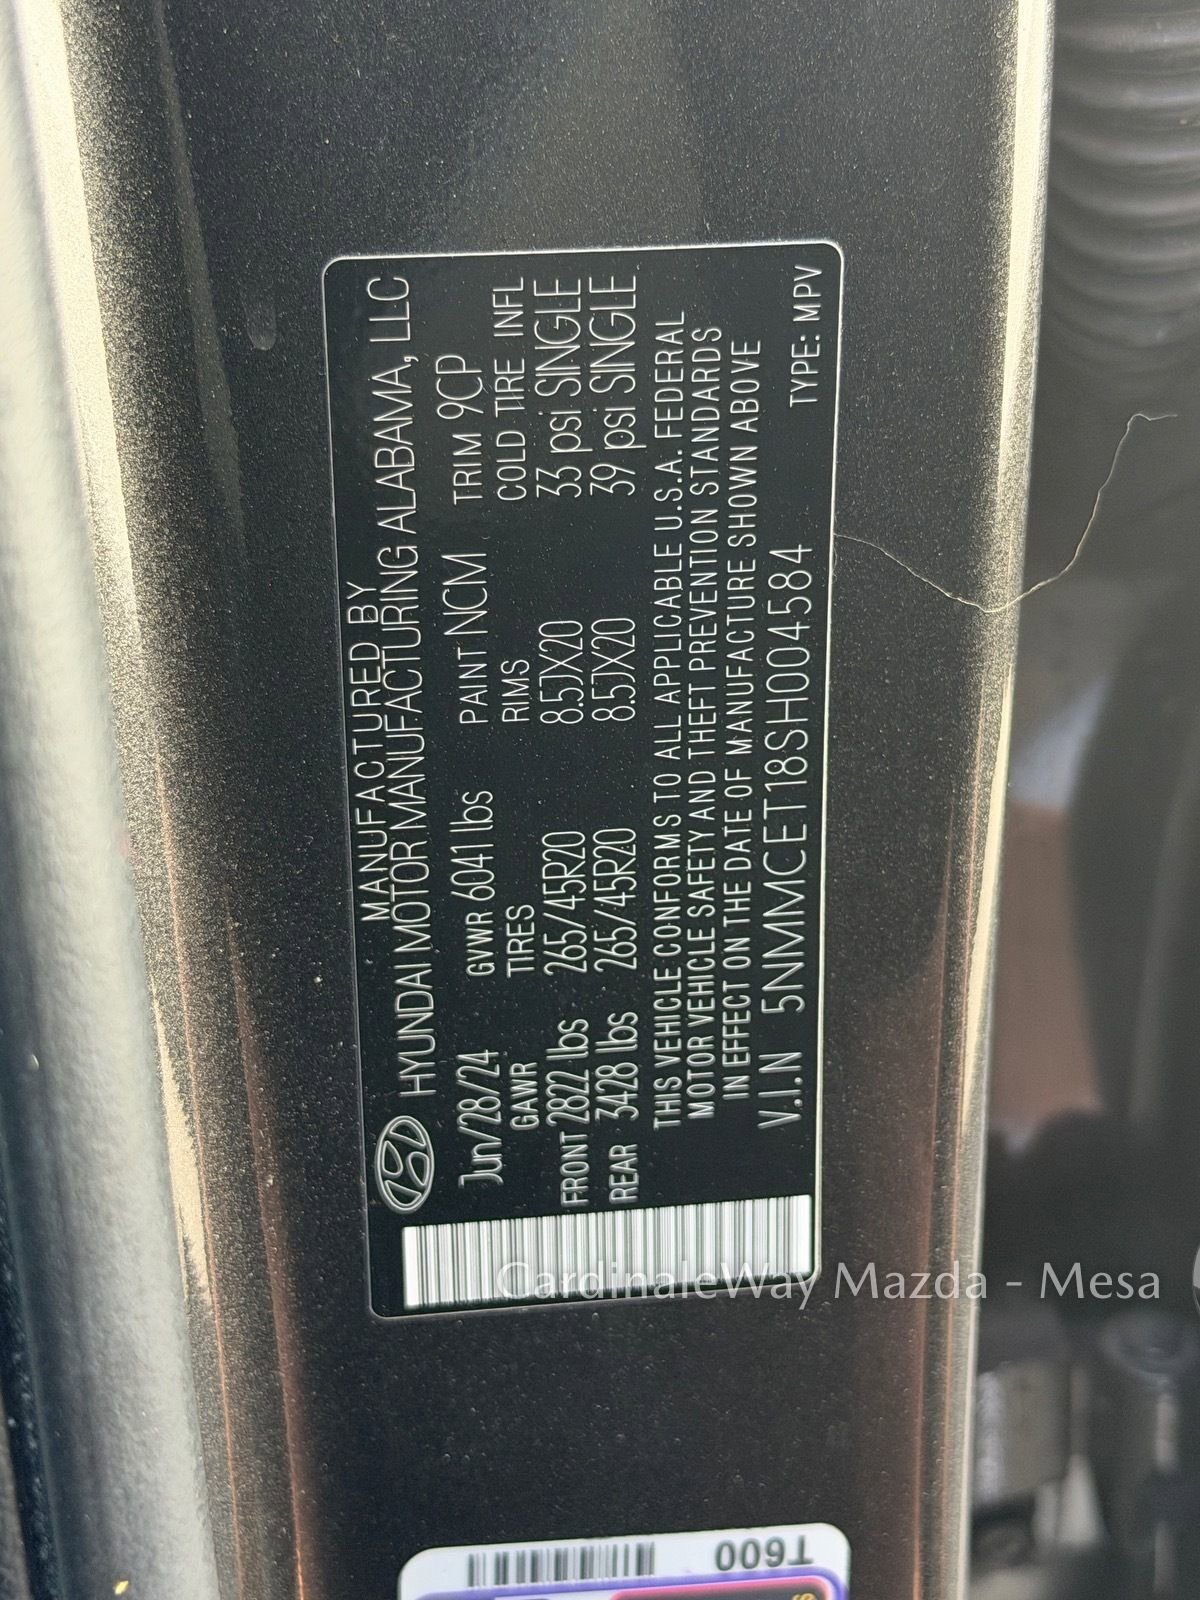 MANUFACTURED BY
HYUNDAI MOTOR MANUFACTURING ALABAMA, LLC
Jun/28/24 GVWR 6041 lbs PAINT NCM TRIM 9CP
GAWR TIRES RIMS COLD TIRE INFL
FRONT 2822 lbs 265/45R20 8.5JX20 33 psi SINGLE
REAR 3428 lbs 265/45R20 8.5JX20 39 psi SINGLE
THIS VEHICLE CONFORMS TO ALL APPLICABLE U.S.A. FEDERAL
MOTOR VEHICLE SAFETY AND THEFT PREVENTION STANDARDS
IN EFFECT ON THE DATE OF MANUFACTURE SHOWN ABOVE
V.I.N 5NMMCET18SH004584 TYPE: MPV
CardinaleWay Mazda - Mesa
T600